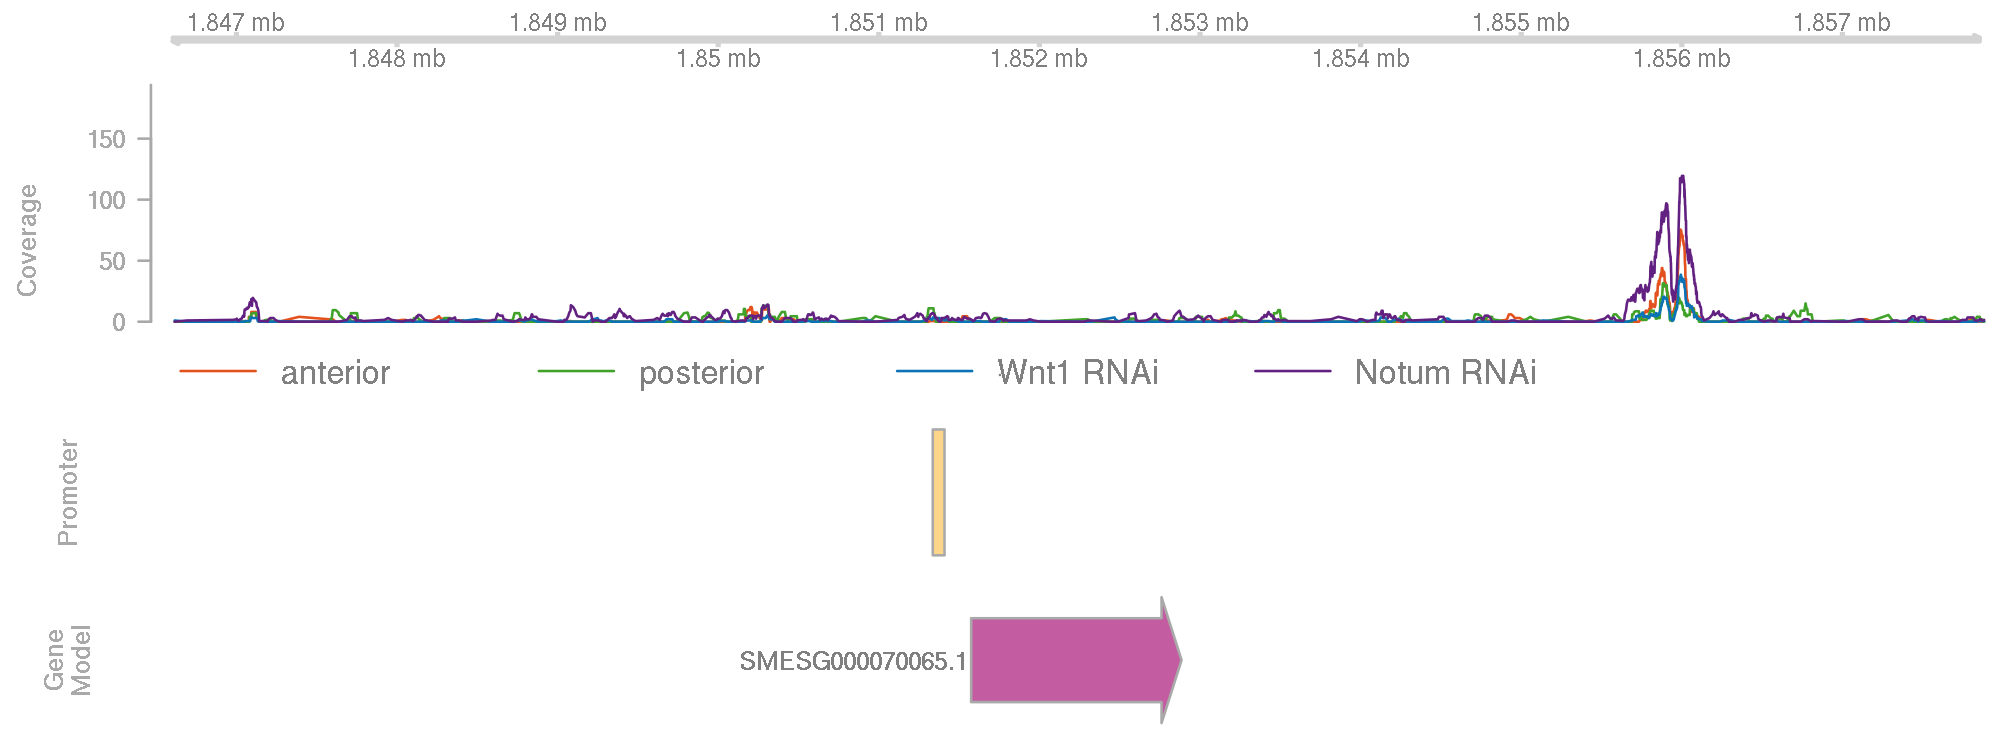 1.847 mb 1.849 mb 1.851 mb 1.853 mb 1.855 mb 1.857 mb
1.848 mb 1.85 mb 1.852 mb 1.854 mb 1.856 mb
Coverage
150
100
50
0
anterior posterior Wnt1 RNAi Notum RNAi
Promoter
Gene
Model
SMESG000070065.1